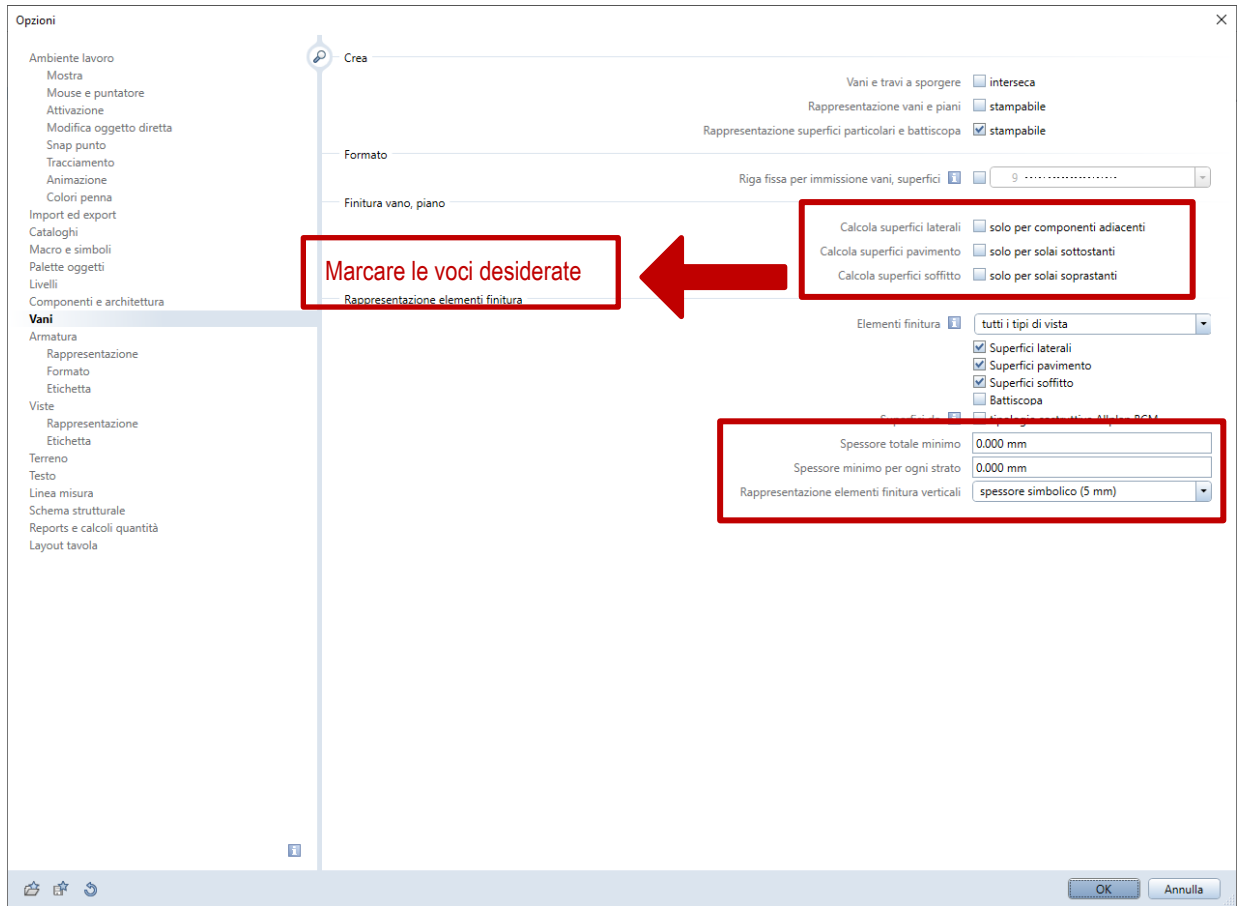 Opzioni
Ambiente lavoro
Mostra
Mouse e puntatore
Attivazione
Modifica oggetto diretta
Snap punto
Tracciamento
Animazione
Colori penna
Import ed export
Cataloghi
Macro e simboli
Palette oggetti
Livelli
Componenti e architettura
Vani
Armatura
Rappresentazione
Formato
Etichetta
Viste
Rappresentazione
Etichetta
Terreno
Testo
Linea misura
Schema strutturale
Reports e calcoli quantità
Layout tavola
Crea
Vani e travi a sporgere interseca
Rappresentazione vani e piani stampabile
Rappresentazione superfici particolari e battiscopa stampabile
Formato
Riga fissa per immissione vani, superfici 9
Finitura vano, piano
Calcola superfici laterali solo per componenti adiacenti
Calcola superfici pavimento solo per solai sottostanti
Calcola superfici soffitto solo per solai soprastanti
Marcare le voci desiderate
Rappresentazione elementi finitura
Elementi finitura tutti i tipi di vista
Superfici laterali
Superfici pavimento
Superfici soffitto
Battiscopa
Superfici da tipologie costruttive Allplan BCM
Spessore totale minimo 0.000 mm
Spessore minimo per ogni strato 0.000 mm
Rappresentazione elementi finitura verticali spessore simbolico (5 mm)
OK Annulla